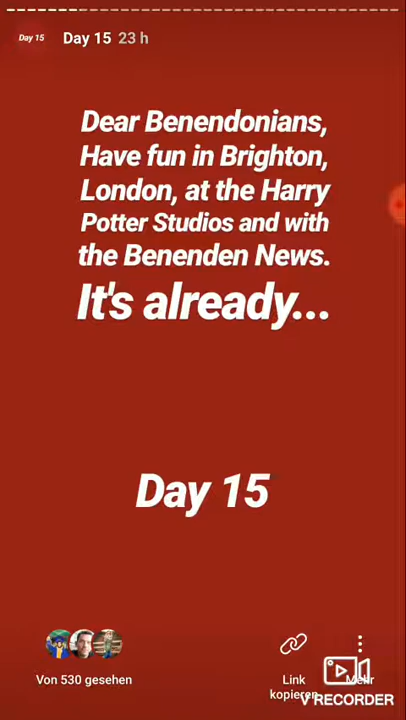 Day 15
Day 15 23 h
Dear Benendonians,
Have fun in Brighton,
London, at the Harry
Potter Studios and with
the Benenden News.
It's already...
Day 15
Von 530 gesehen
Link
kopieren
Mehr
V RECORDER